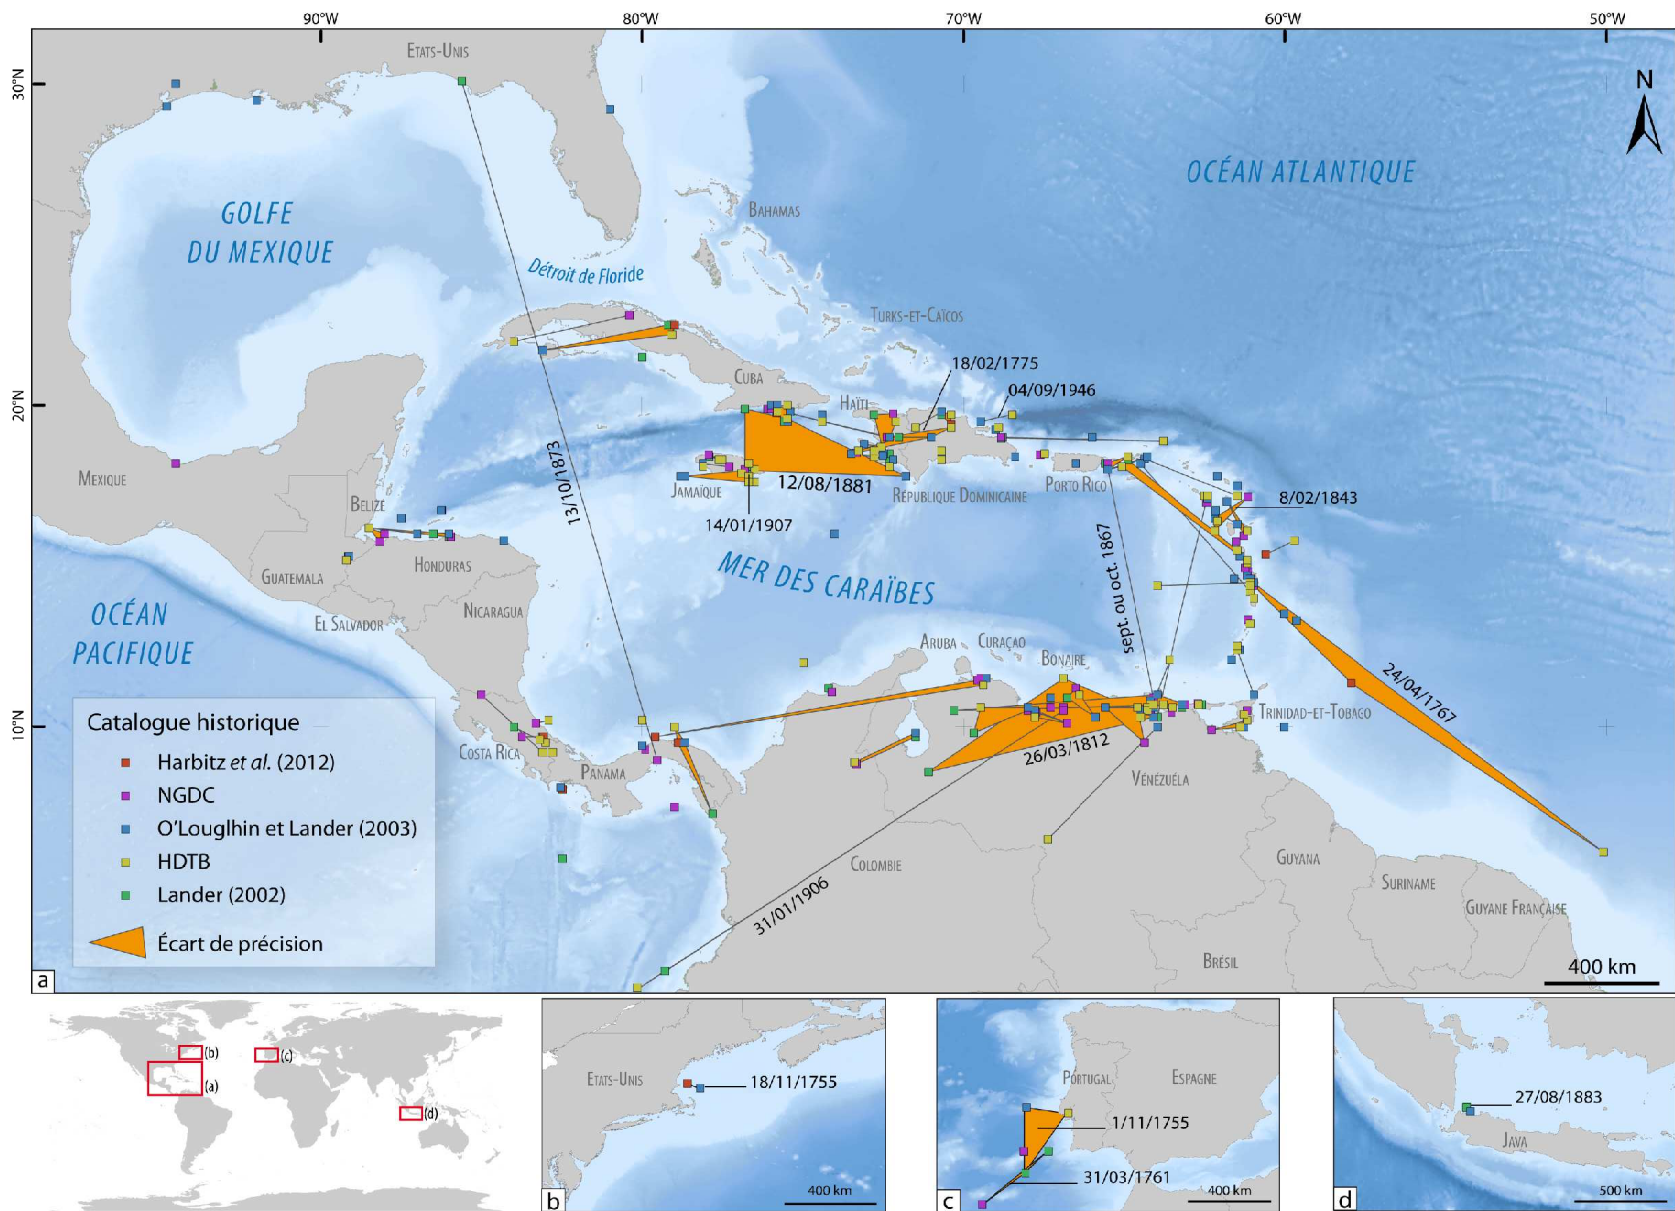 90°W
80°W
70°W
60°W
50°W
30°N
20°N
10°N
ETATS-UNIS
N
OCÉAN ATLANTIQUE
GOLFE
DU MEXIQUE
BAHAMAS
Détroit de Floride
TURKS-ET-CAÏCOS
18/02/1775
04/09/1946
CUBA
HAÏTI
MEXIQUE
BELIZE
JAMAÏQUE
12/08/1881
RÉPUBLIQUE DOMINICAINE
PORTO RICO
8/02/1843
14/01/1907
13/10/1873
GUATEMALA
HONDURAS
MER DES CARAÏBES
sept. ou oct. 1867
NICARAGUA
EL SALVADOR
OCÉAN
PACIFIQUE
ARUBA
CURAÇAO
BONAIRE
24/04/1767
TRINIDAD-ET-TOBAGO
26/03/1812
COSTA RICA
PANAMA
VÉNÉZUÉLA
COLOMBIE
31/01/1906
GUYANA
SURINAME
GUYANE FRANÇAISE
BRÉSIL
Catalogue historique
Harbitz et al. (2012)
NGDC
O'Louglhin et Lander (2003)
HDTB
Lander (2002)
Écart de précision
400 km
a
(b)
(c)
(a)
(d)
ETATS-UNIS
18/11/1755
400 km
b
PORTUGAL
ESPAGNE
1/11/1755
31/03/1761
400 km
c
27/08/1883
JAVA
500 km
d